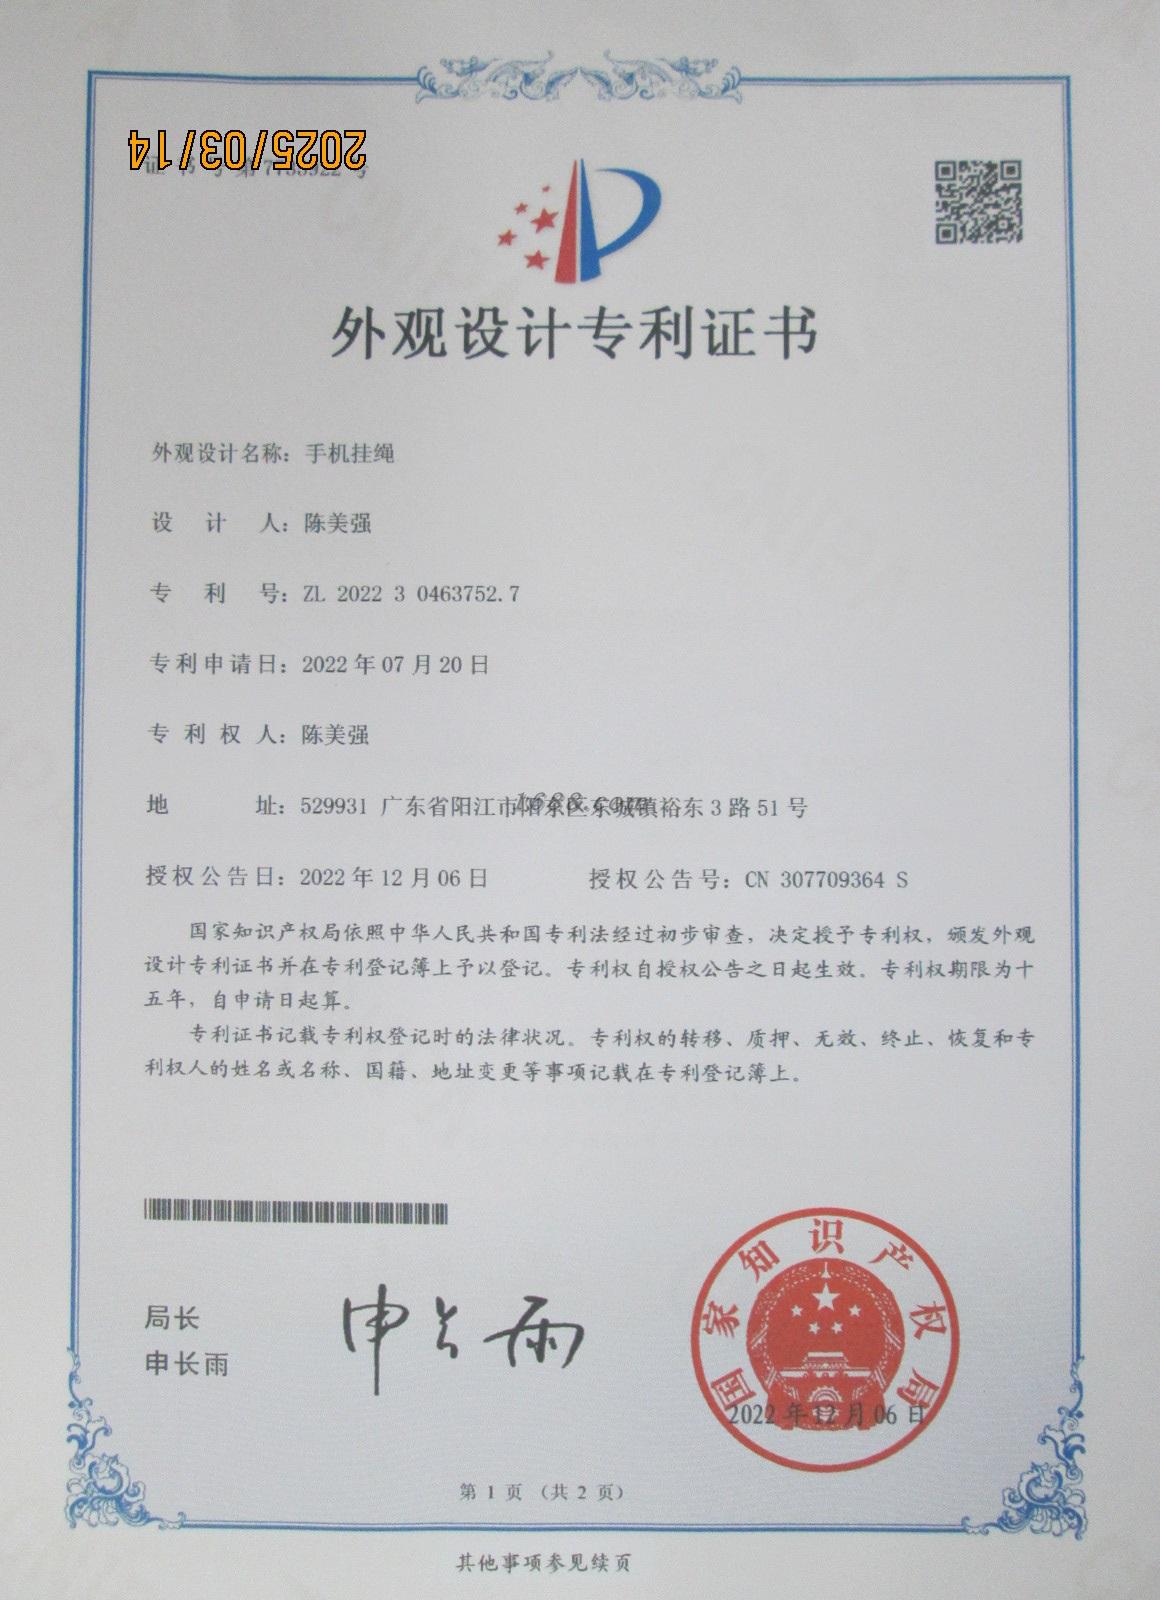 2025/03/14
证书号第
外观设计专利证书
外观设计名称：手机挂绳
设 计 人：陈美强
专 利 号：ZL 2022 3 0463752.7
专利申请日：2022年07月20日
专 利 权 人：陈美强
地 址：529931 广东省阳江市阳东区东城镇裕东3路51号
1688.com
授权公告日：2022年12月06日 授权公告号：CN 307709364 S
国家知识产权局依照中华人民共和国专利法经过初步审查，决定授予专利权，颁发外观
设计专利证书并在专利登记簿上予以登记。专利权自授权公告之日起生效。专利权期限为十
五年，自申请日起算。
专利证书记载专利权登记时的法律状况。专利权的转移、质押、无效、终止、恢复和专
利权人的姓名或名称、国籍、地址变更等事项记载在专利登记簿上。
局长
申长雨
申长雨
国家知识产权局
2022年12月06日
第 1 页 （共 2 页）
其他事项参见续页